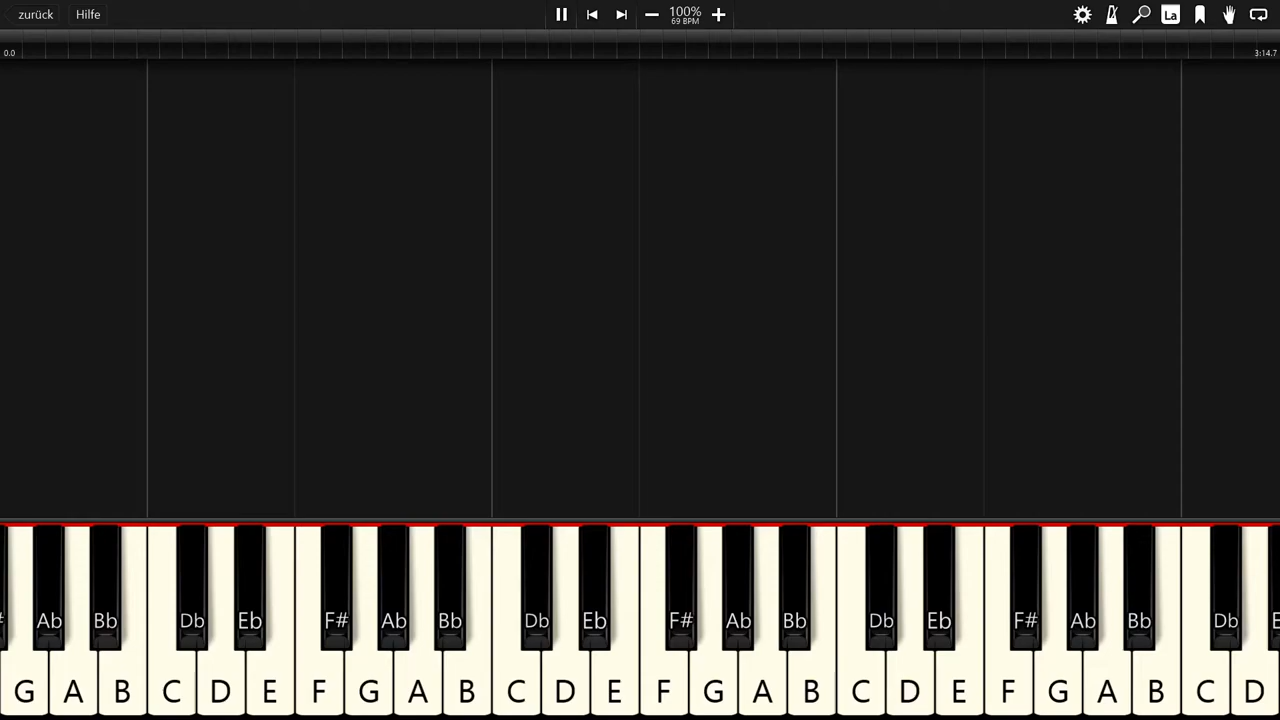 zurück Hilfe 100% La
69 BPM
0.0 3:14.7
Ab Bb Db Eb F# Ab Bb Db Eb F# Ab Bb Db Eb F# Ab Bb Db
G A B C D E F G A B C D E F G A B C D E F G A B C D